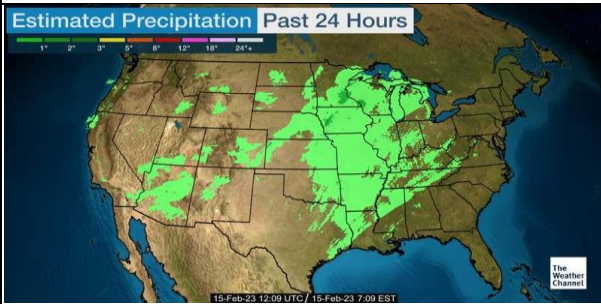 Estimated Precipitation Past 24 Hours
1" 2" 3" 5" 8" 12" 18" 24"+
The
Weather
Channel
15-Feb-23 12:09 UTC / 15-Feb-23 7:09 EST